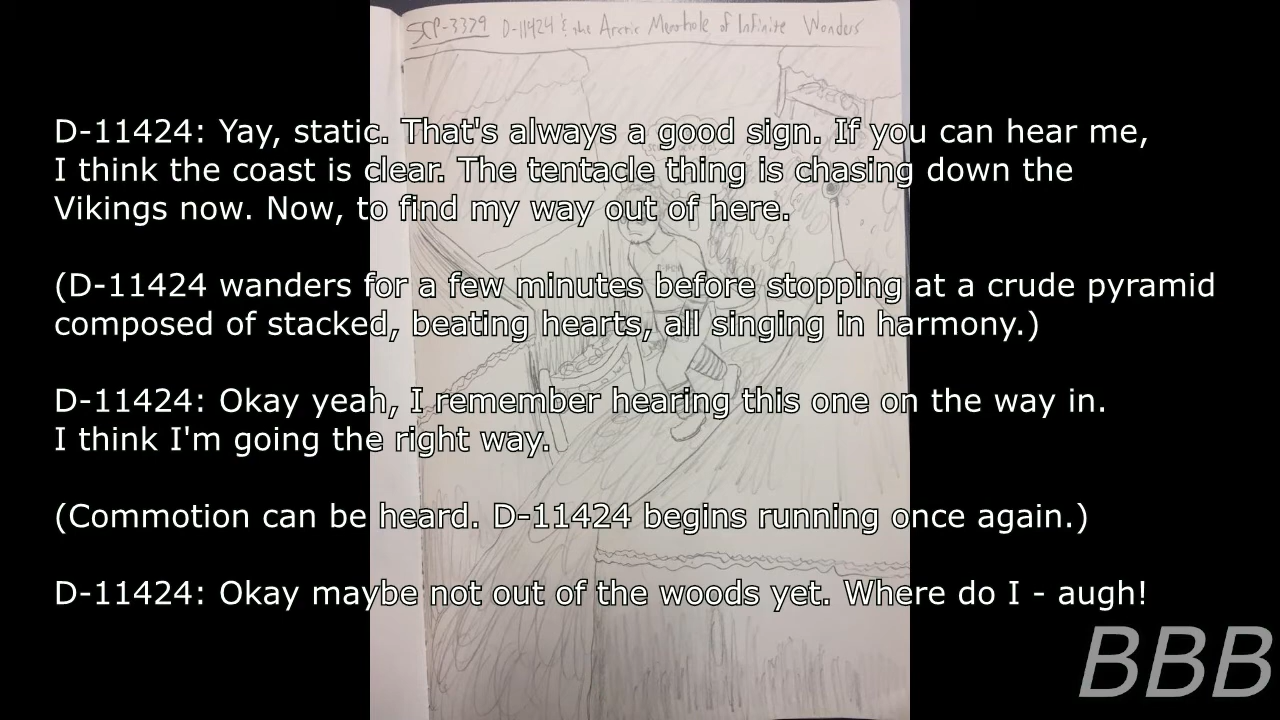 SCP-3379 D-11424 & the Arctic Menthole of Infinite Wonders
D-11424: Yay, static. That's always a good sign. If you can hear me,
I think the coast is clear. The tentacle thing is chasing down the
Vikings now. Now, to find my way out of here.
(D-11424 wanders for a few minutes before stopping at a crude pyramid
composed of stacked, beating hearts, all singing in harmony.)
D-11424: Okay yeah, I remember hearing this one on the way in.
I think I'm going the right way.
(Commotion can be heard. D-11424 begins running once again.)
D-11424: Okay maybe not out of the woods yet. Where do I - augh!
BBB